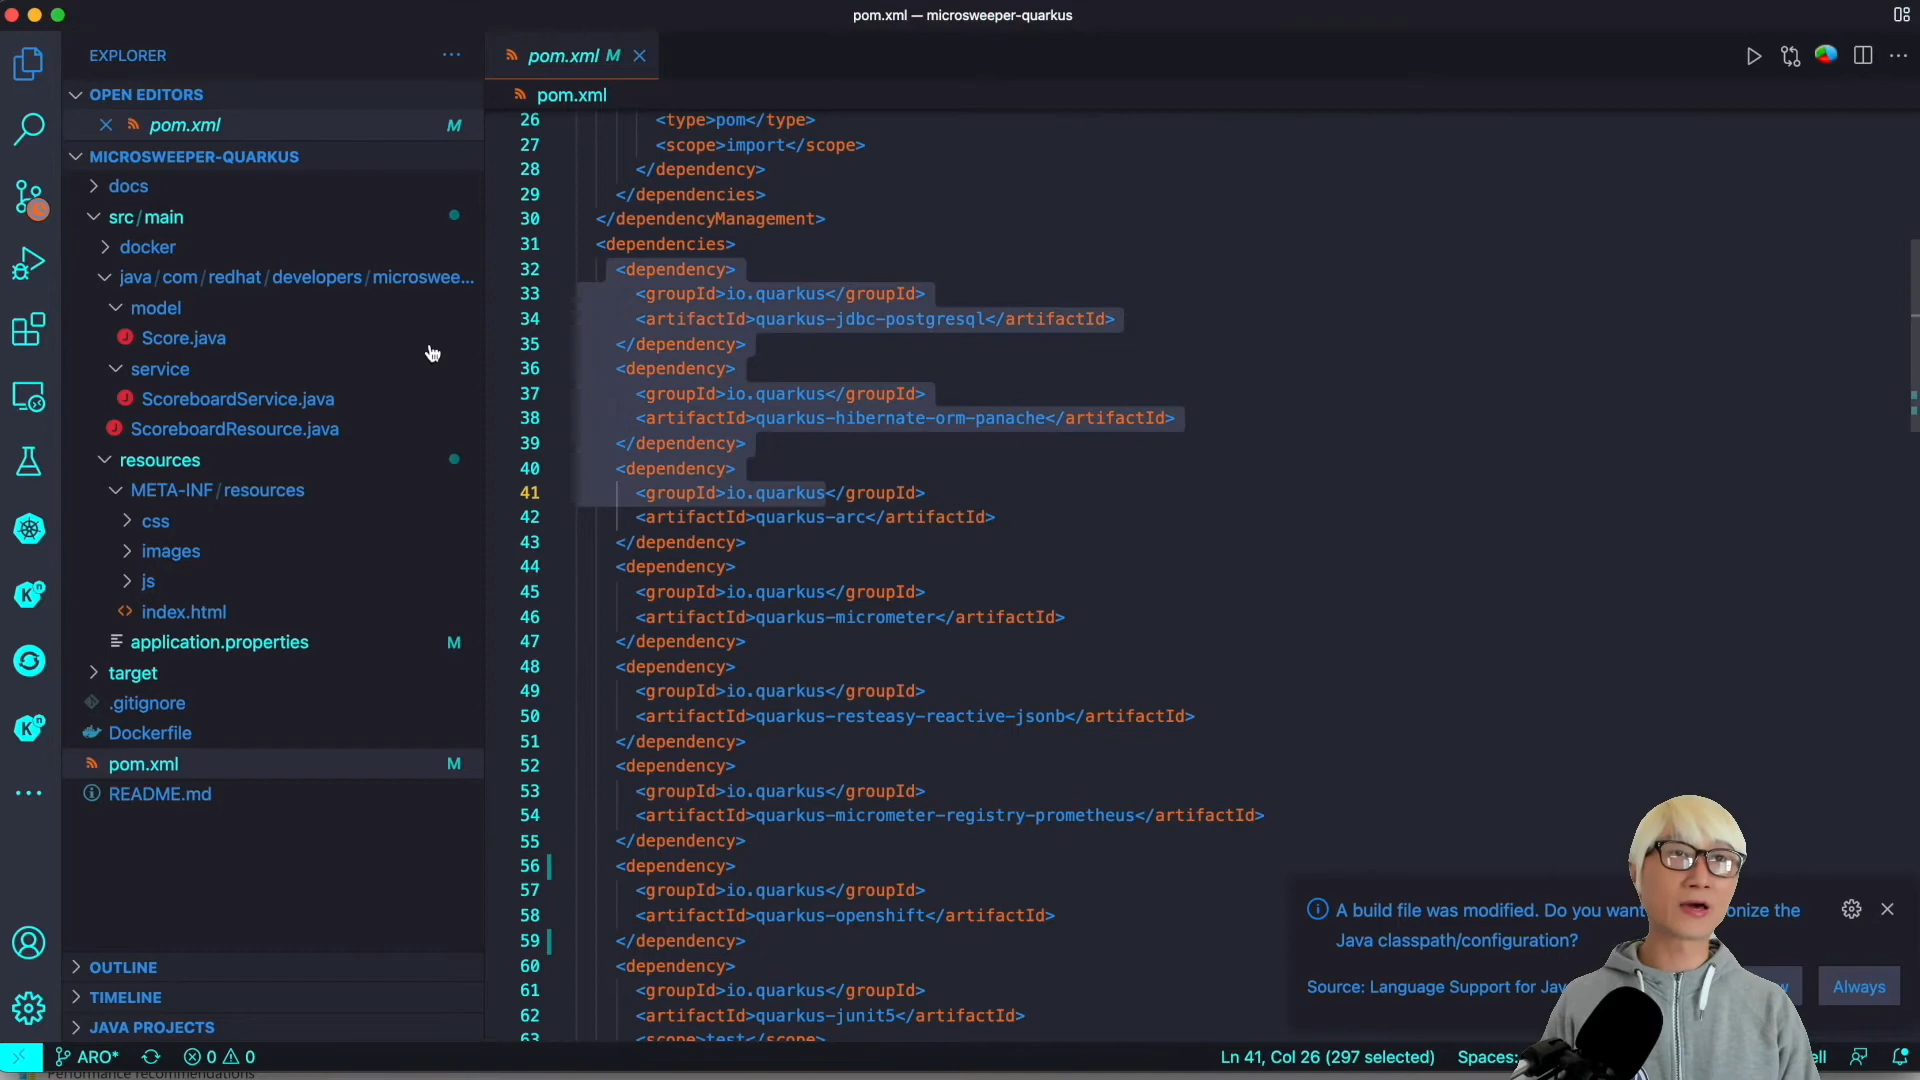 pom.xml — microsweeper-quarkus
EXPLORER
OPEN EDITORS
pom.xml M
MICROSWEEPER-QUARKUS
docs
src/main
docker
java/com/redhat/developers/microswee...
model
Score.java
service
ScoreboardService.java
ScoreboardResource.java
resources
META-INF/resources
css
images
js
index.html
application.properties M
target
.gitignore
Dockerfile
pom.xml M
README.md
OUTLINE
TIMELINE
JAVA PROJECTS
pom.xml M
pom.xml
26 <type>pom</type>
27 <scope>import</scope>
28 </dependency>
29 </dependencies>
30 </dependencyManagement>
31 <dependencies>
32 <dependency>
33 <groupId>io.quarkus</groupId>
34 <artifactId>quarkus-jdbc-postgresql</artifactId>
35 </dependency>
36 <dependency>
37 <groupId>io.quarkus</groupId>
38 <artifactId>quarkus-hibernate-orm-panache</artifactId>
39 </dependency>
40 <dependency>
41 <groupId>io.quarkus</groupId>
42 <artifactId>quarkus-arc</artifactId>
43 </dependency>
44 <dependency>
45 <groupId>io.quarkus</groupId>
46 <artifactId>quarkus-micrometer</artifactId>
47 </dependency>
48 <dependency>
49 <groupId>io.quarkus</groupId>
50 <artifactId>quarkus-resteasy-reactive-jsonb</artifactId>
51 </dependency>
52 <dependency>
53 <groupId>io.quarkus</groupId>
54 <artifactId>quarkus-micrometer-registry-prometheus</artifactId>
55 </dependency>
56 <dependency>
57 <groupId>io.quarkus</groupId>
58 <artifactId>quarkus-openshift</artifactId>
59 </dependency>
60 <dependency>
61 <groupId>io.quarkus</groupId>
62 <artifactId>quarkus-junit5</artifactId>
63 <scope>test</scope>
A build file was modified. Do you want the
Java classpath/configuration?
Source: Language Support for Always
ARO* 0 0 Ln 41, Col 26 (297 selected) Spaces:
Performance recommendations